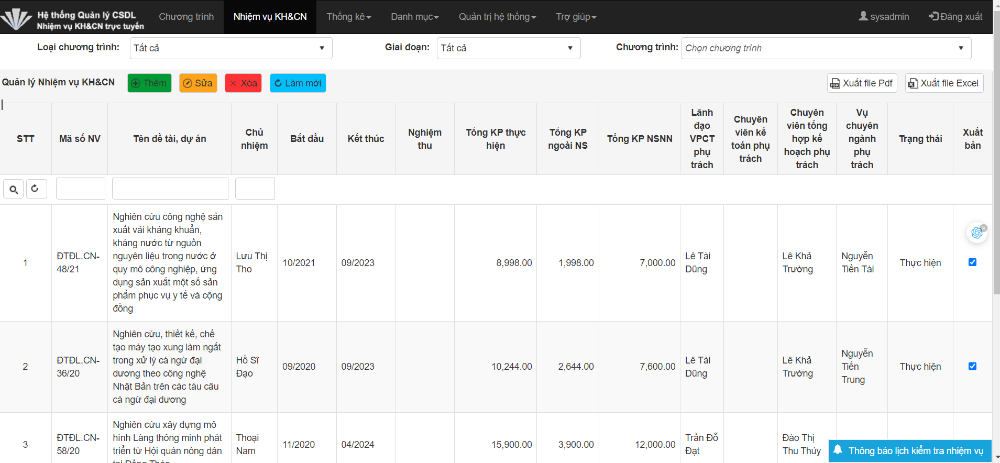 Hệ thống Quản lý CSDL
Nhiệm vụ KH&CN trực tuyến
Chương trình
Nhiệm vụ KH&CN
Thống kê
Danh mục
Quản trị hệ thống
Trợ giúp
sysadmin
Đăng xuất
Loại chương trình:
Tất cả
Giai đoạn:
Tất cả
Chương trình:
Chọn chương trình
Quản lý Nhiệm vụ KH&CN
Thêm
Sửa
Xóa
Làm mới
Xuất file Pdf
Xuất file Excel
STT
Mã số NV
Tên đề tài, dự án
Chủ
nhiệm
Bắt đầu
Kết thúc
Nghiệm
thu
Tổng KP thực
hiện
Tổng KP
ngoài NS
Tổng KP NSNN
Lãnh
đạo
VPCT
phụ
trách
Chuyên
viên kế
toán phụ
trách
Chuyên
viên tổng
hợp kế
hoạch phụ
trách
Vụ
chuyên
ngành
phụ
trách
Trạng thái
Xuất
bản
1
ĐTĐL.CN-
48/21
Nghiên cứu công nghệ sản
xuất vải kháng khuẩn,
kháng nước từ nguồn
nguyên liệu trong nước ở
quy mô công nghiệp, ứng
dụng sản xuất một số sản
phẩm phục vụ y tế và cộng
đồng
Lưu Thị
Tho
10/2021
09/2023
8,998.00
1,998.00
7,000.00
Lê Tài
Dũng
Lê Khả
Trường
Nguyễn
Tiến Tài
Thực hiện
2
ĐTĐL.CN-
36/20
Nghiên cứu, thiết kế, chế
tạo máy tạo xung làm ngất
trong xử lý cá ngừ đại
dương theo công nghệ
Nhật Bản trên các tàu câu
cá ngừ đại dương
Hồ Sĩ
Đạo
09/2020
09/2023
10,244.00
2,644.00
7,600.00
Lê Tài
Dũng
Lê Khả
Trường
Nguyễn
Tiến
Trung
Thực hiện
3
ĐTĐL.CN-
58/20
Nghiên cứu xây dựng mô
hình Làng thông minh phát
triển từ Hội quán nông dân
tại Đồng Tháp
Thoại
Nam
11/2020
04/2024
15,900.00
3,900.00
12,000.00
Trần Đỗ
Đạt
Đào Thị
Thu Thủy
Thông báo lịch kiểm tra nhiệm vụ